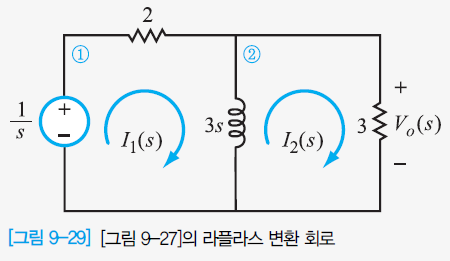 2
① ②
1/s + − I₁(s) 3s I₂(s) 3 + Vₒ(s) −
[그림 9-29] [그림 9-27]의 라플라스 변환 회로